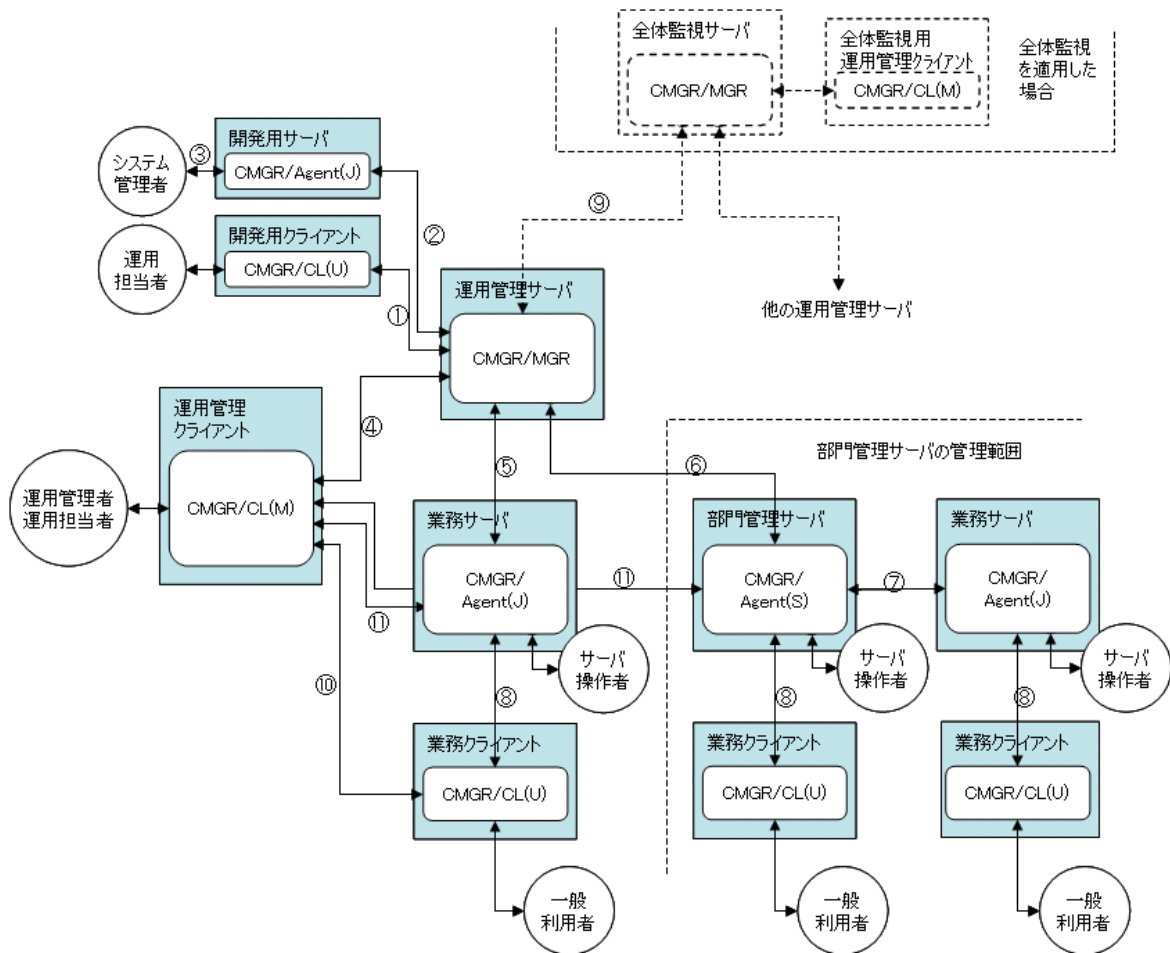 全体監視サーバ
CMGR/MGR
全体監視用
運用管理クライアント
CMGR/CL(M)
全体監視
を適用した
場合
システム
管理者
③
開発用サーバ
CMGR/Agent(J)
②
⑨
運用
担当者
開発用クライアント
CMGR/CL(U)
①
運用管理サーバ
CMGR/MGR
他の運用管理サーバ
運用管理
クライアント
CMGR/CL(M)
④
⑤
⑥
部門管理サーバの管理範囲
運用管理者
運用担当者
業務サーバ
CMGR/
Agent(J)
⑪
⑪
部門管理サーバ
CMGR/
Agent(S)
⑦
業務サーバ
CMGR/
Agent(J)
サーバ
操作者
サーバ
操作者
サーバ
操作者
⑩
⑧
⑧
⑧
業務クライアント
CMGR/CL(U)
業務クライアント
CMGR/CL(U)
業務クライアント
CMGR/CL(U)
一般
利用者
一般
利用者
一般
利用者